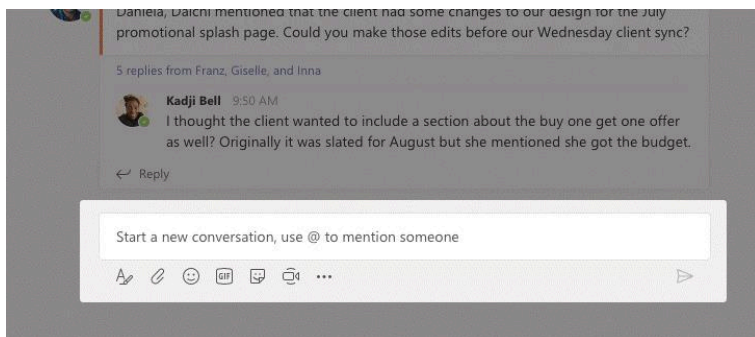 Daniela, Daichi mentioned that the client had some changes to our design for the July
promotional splash page. Could you make those edits before our Wednesday client sync?
5 replies from Franz, Giselle, and Inna
Kadji Bell 9:50 AM
I thought the client wanted to include a section about the buy one get one offer
as well? Originally it was slated for August but she mentioned she got the budget.
Reply
Start a new conversation, use @ to mention someone
GIF